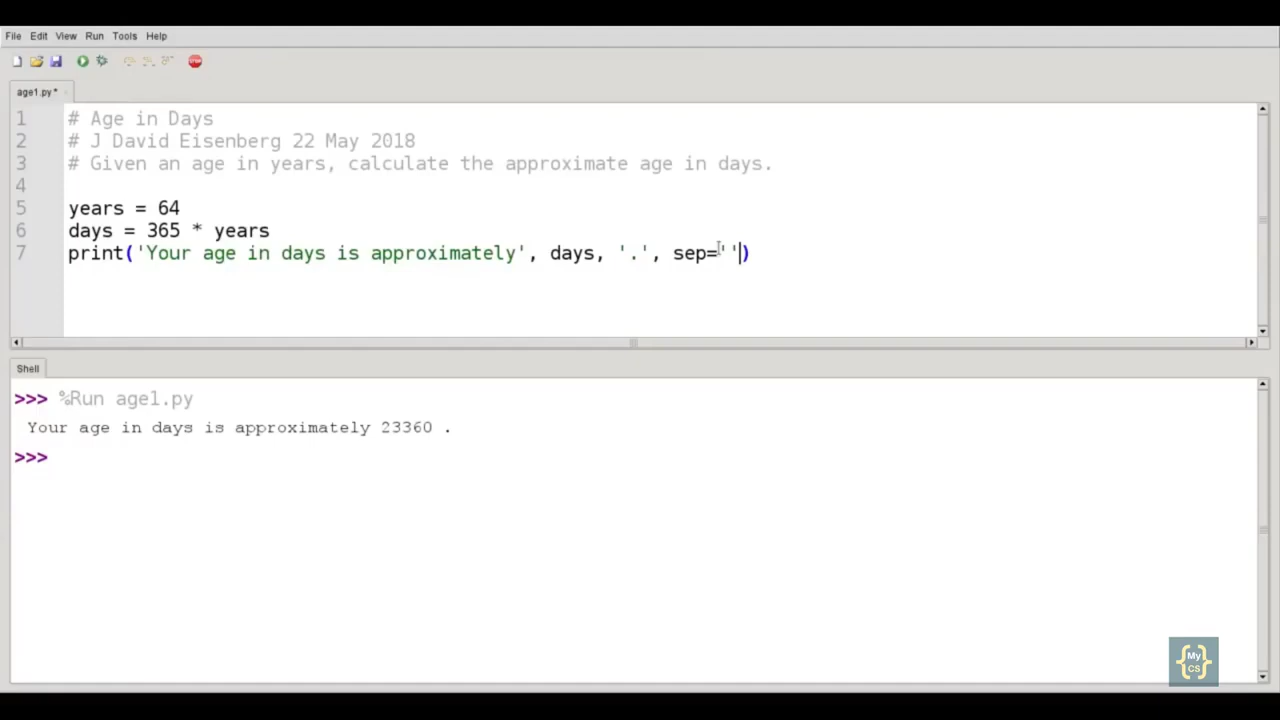 File Edit View Run Tools Help
STOP
age1.py *
1 # Age in Days
2 # J David Eisenberg 22 May 2018
3 # Given an age in years, calculate the approximate age in days.
4
5 years = 64
6 days = 365 * years
7 print('Your age in days is approximately', days, '.', sep='')
Shell
>>> %Run age1.py
Your age in days is approximately 23360 .
>>>
{My CS}